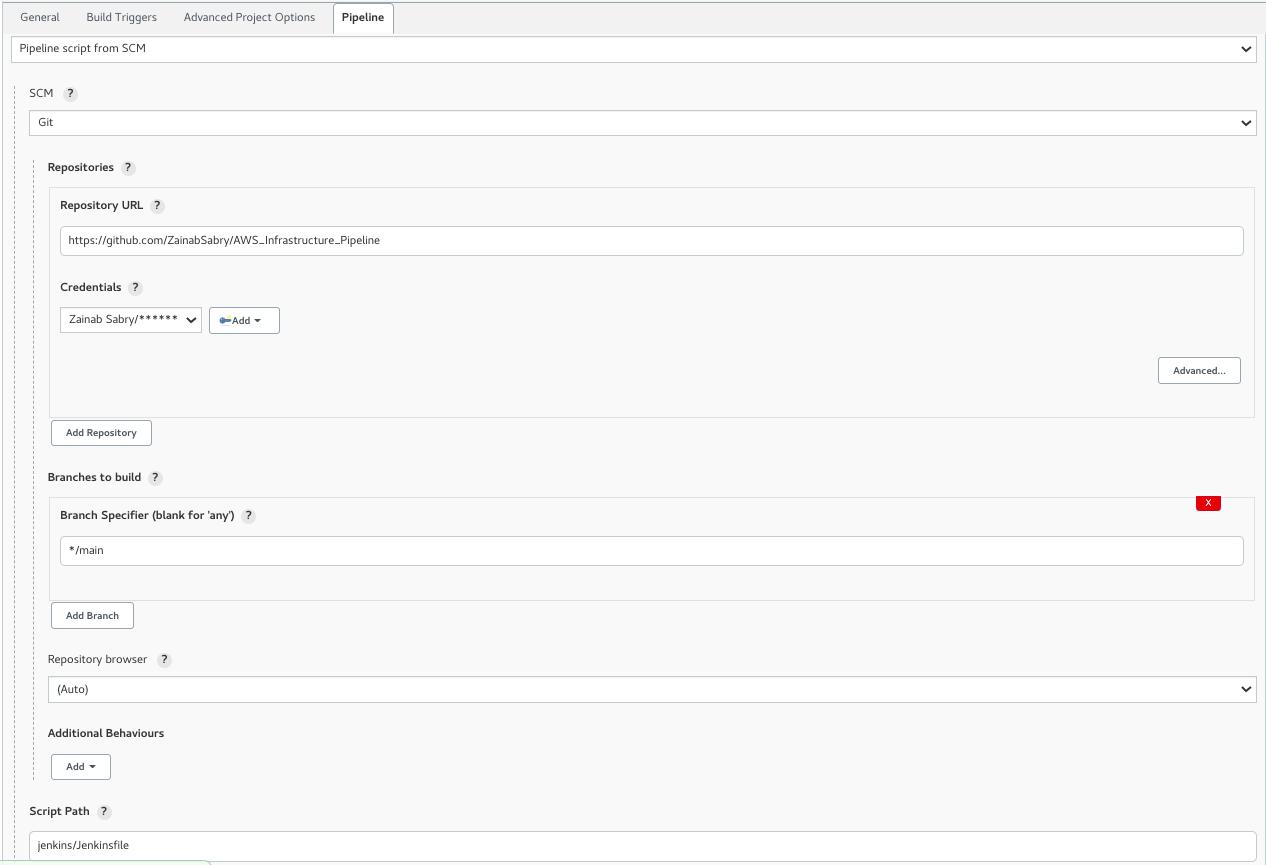 General Build Triggers Advanced Project Options Pipeline
Pipeline script from SCM
SCM ?
Git
Repositories ?
Repository URL ?
https://github.com/ZainabSabry/AWS_Infrastructure_Pipeline
Credentials ?
Zainab Sabry/****** Add
Advanced...
Add Repository
Branches to build ?
X
Branch Specifier (blank for 'any') ?
*/main
Add Branch
Repository browser ?
(Auto)
Additional Behaviours
Add
Script Path ?
jenkins/Jenkinsfile